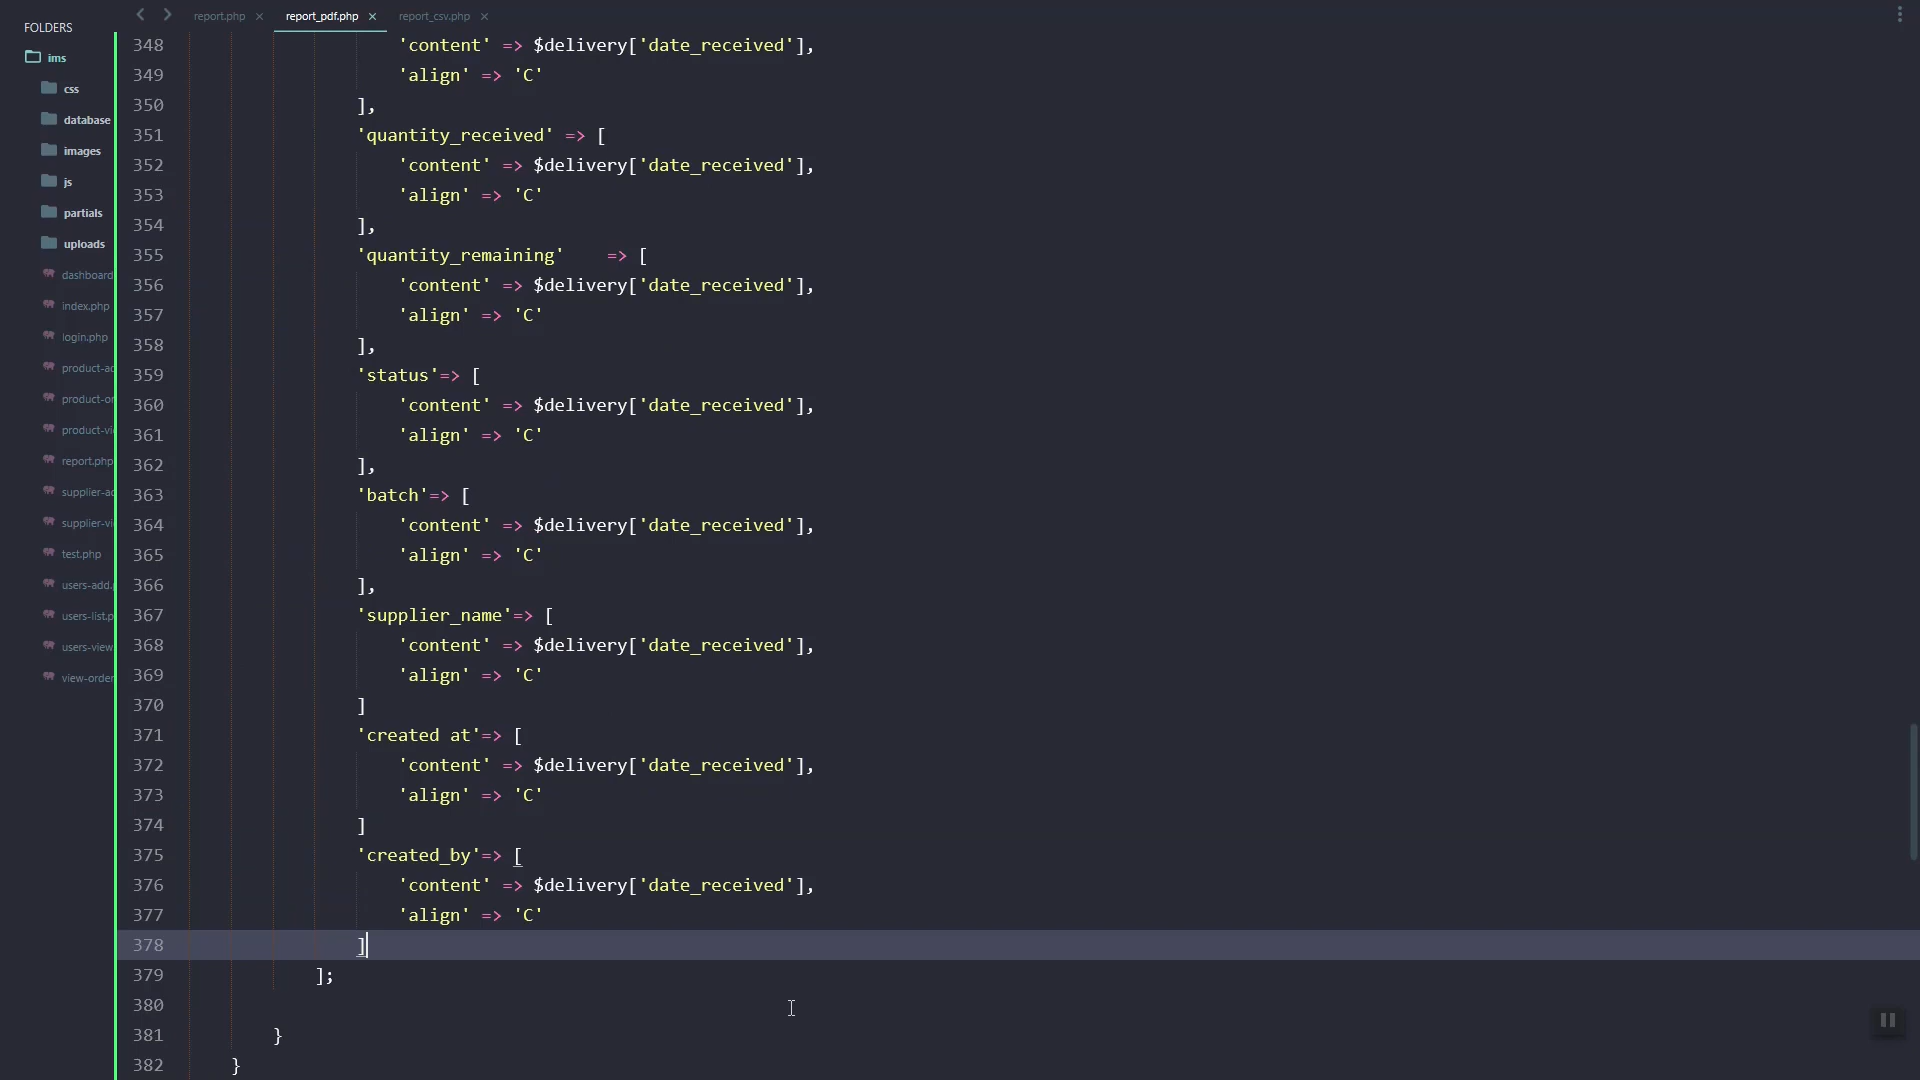 FOLDERS
ims
css
database
images
js
partials
uploads
dashboard
index.php
login.php
product-ad
product-or
product-vi
report.php
supplier-ad
supplier-vi
test.php
users-add.p
users-list.p
users-view
view-order
report.php × report_pdf.php × report_csv.php ×
348 'content' => $delivery['date_received'],
349 'align' => 'C'
350 ],
351 'quantity_received' => [
352 'content' => $delivery['date_received'],
353 'align' => 'C'
354 ],
355 'quantity_remaining' => [
356 'content' => $delivery['date_received'],
357 'align' => 'C'
358 ],
359 'status'=> [
360 'content' => $delivery['date_received'],
361 'align' => 'C'
362 ],
363 'batch'=> [
364 'content' => $delivery['date_received'],
365 'align' => 'C'
366 ],
367 'supplier_name'=> [
368 'content' => $delivery['date_received'],
369 'align' => 'C'
370 ]
371 'created at'=> [
372 'content' => $delivery['date_received'],
373 'align' => 'C'
374 ]
375 'created_by'=> [
376 'content' => $delivery['date_received'],
377 'align' => 'C'
378 ]
379 ];
380
381 }
382 }